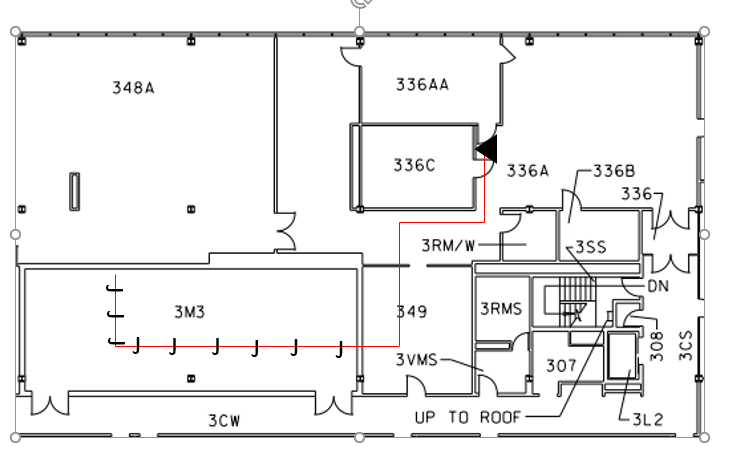 348A
336AA
336C
336A
336B
336
3RM/W
3SS
DN
3M3
349
3RMS
308
3CS
3VMS
307
3CW
UP TO ROOF
3L2
J
J
J
J
J
J
J
J
J